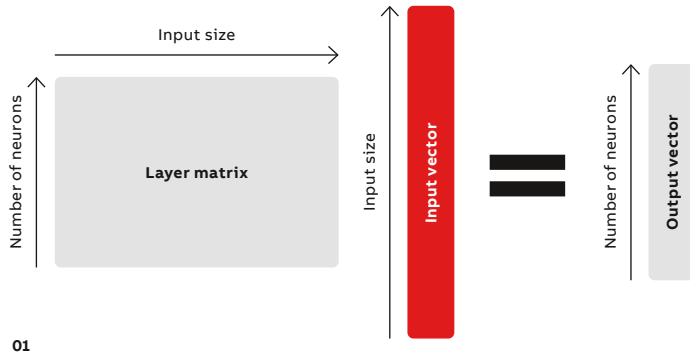 Input size
Number of neurons
Layer matrix
Input size
Input vector
Number of neurons
Output vector
01